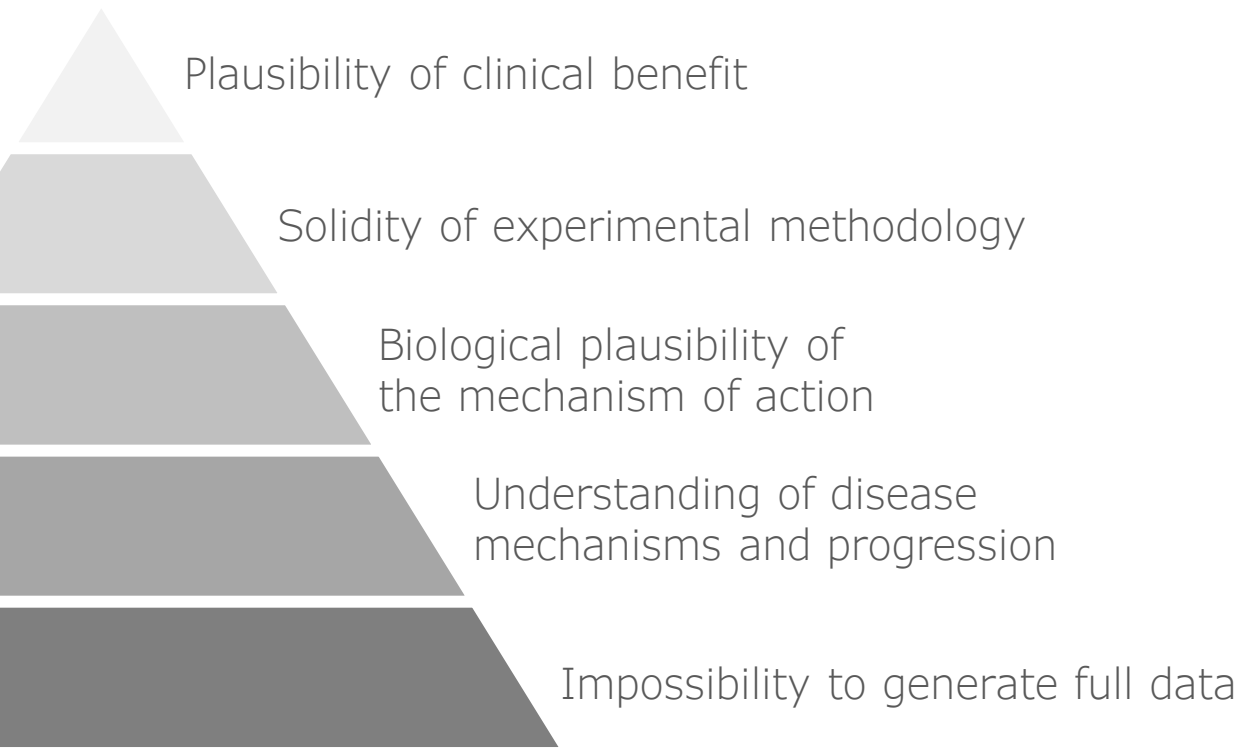 Plausibility of clinical benefit
Solidity of experimental methodology
Biological plausibility of
the mechanism of action
Understanding of disease
mechanisms and progression
Impossibility to generate full data